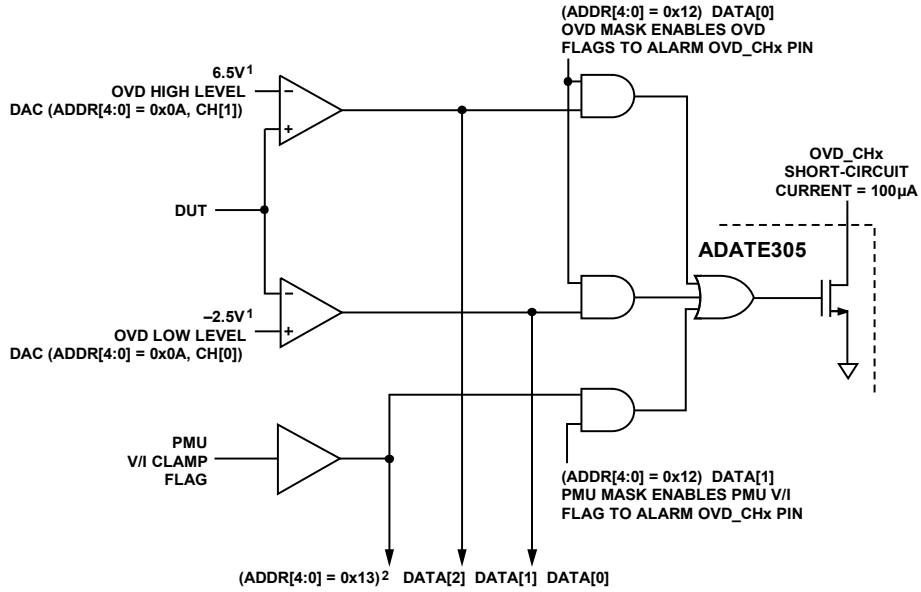 (ADDR[4:0] = 0x12) DATA[0]
OVD MASK ENABLES OVD
FLAGS TO ALARM OVD_CHx PIN
6.5V1
OVD HIGH LEVEL
DAC (ADDR[4:0] = 0x0A, CH[1])
–
+
OVD_CHx
SHORT-CIRCUIT
CURRENT = 100µA
DUT
ADATE305
–
+
–2.5V1
OVD LOW LEVEL
DAC (ADDR[4:0] = 0x0A, CH[0])
PMU
V/I CLAMP
FLAG
(ADDR[4:0] = 0x12) DATA[1]
PMU MASK ENABLES PMU V/I
FLAG TO ALARM OVD_CHx PIN
(ADDR[4:0] = 0x13)2 DATA[2] DATA[1] DATA[0]